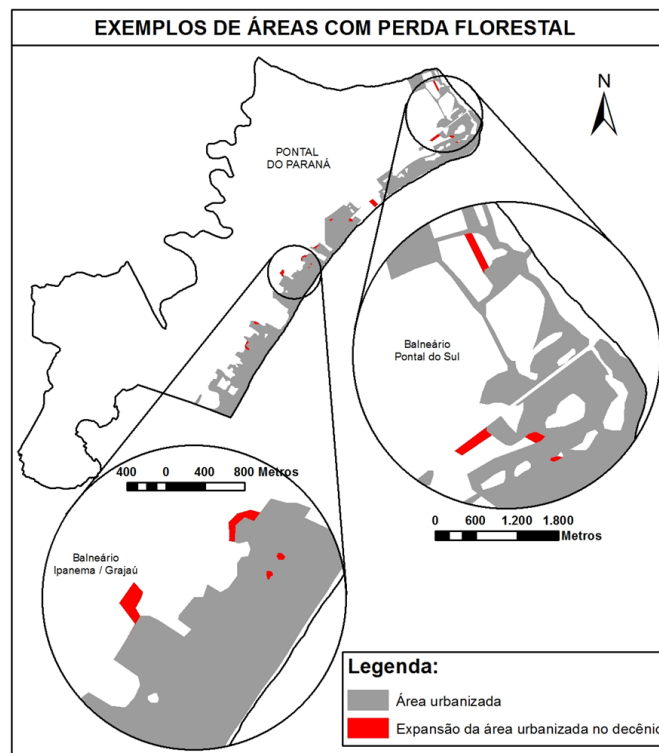 EXEMPLOS DE ÁREAS COM PERDA FLORESTAL
N
PONTAL
DO PARANÁ
Balneário
Pontal do Sul
400 0 400 800 Metros
0 600 1.200 1.800
Metros
Balneário
Ipanema / Grajaú
Legenda:
Área urbanizada
Expansão da área urbanizada no decênio